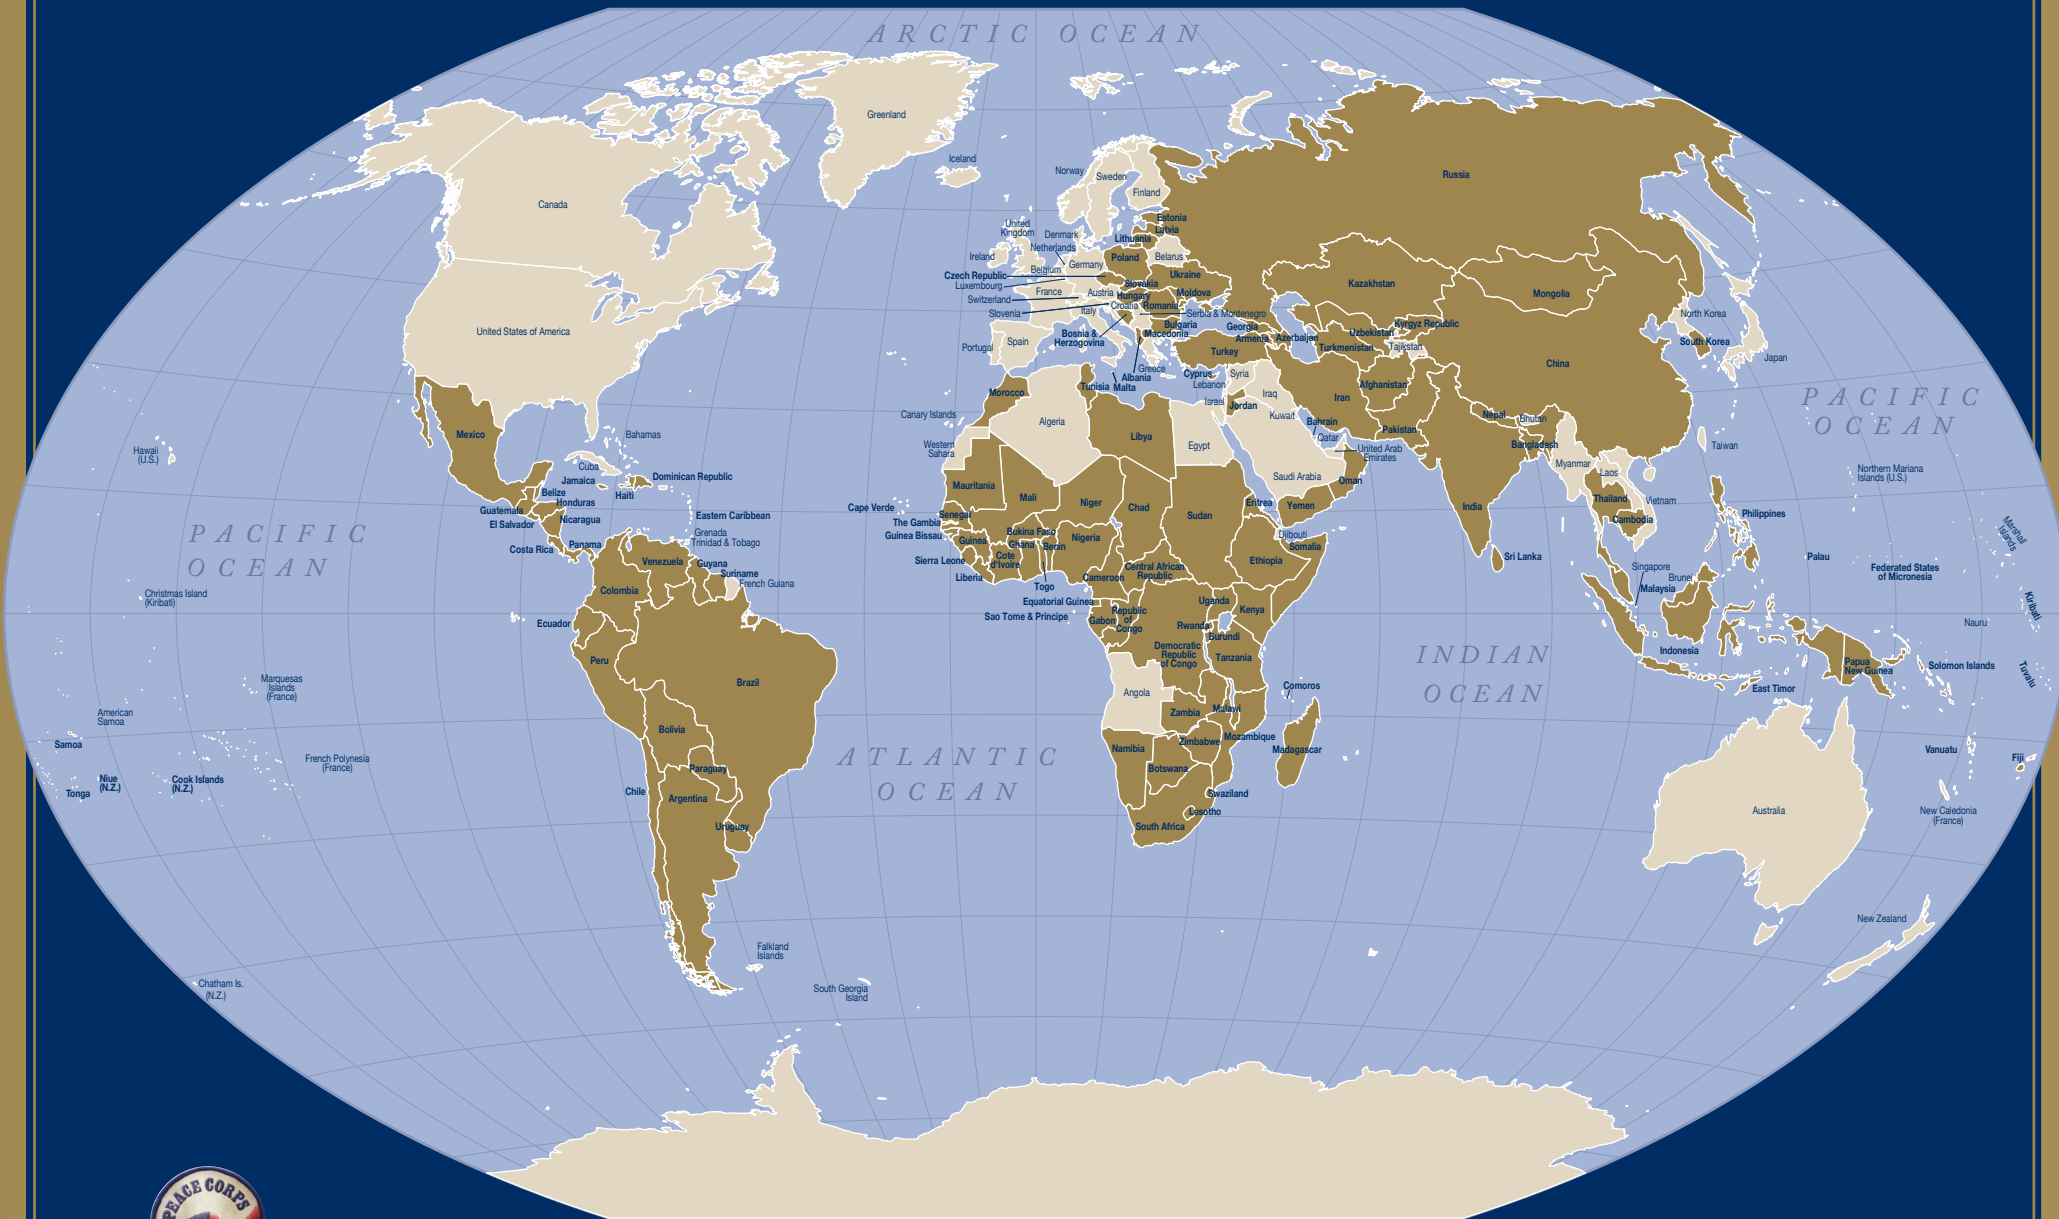 ARCTIC OCEAN
Greenland
Iceland
Norway
Sweden
Finland
Russia
Canada
United
Kingdom
Denmark
Estonia
Latvia
Lithuania
Ireland
Netherlands
Belgium
Germany
Poland
Belarus
Czech Republic
Luxembourg
Ukraine
Slovakia
France
Austria
Hungary
Moldova
Switzerland
Croatia
Romania
Slovenia
Italy
Serbia & Montenegro
Bosnia &
Herzogovina
Bulgaria
Macedonia
Georgia
Armenia
Azerbaijan
Kazakhstan
Mongolia
Uzbekistan
Kyrgyz Republic
Turkmenistan
Tajikstan
North Korea
South Korea
Japan
China
United States of America
Portugal
Spain
Greece
Albania
Malta
Tunisia
Turkey
Cyprus
Lebanon
Syria
Israel
Iraq
Jordan
Kuwait
Iran
Afghanistan
Bahrain
Qatar
Pakistan
United Arab
Emirates
Saudi Arabia
Oman
Yemen
Nepal
Bhutan
Bangladesh
India
Myanmar
Laos
Thailand
Vietnam
Cambodia
Taiwan
Philippines
Sri Lanka
PACIFIC
OCEAN
Northern Mariana
Islands (U.S.)
Marshall
Islands
Palau
Federated States
of Micronesia
Kiribati
Nauru
Tuvalu
Singapore
Brunei
Malaysia
Indonesia
East Timor
Papua
New Guinea
Solomon Islands
Vanuatu
Fiji
New Caledonia
(France)
Australia
New Zealand
INDIAN
OCEAN
Morocco
Canary Islands
Western
Sahara
Algeria
Libya
Egypt
Mauritania
Mali
Niger
Chad
Sudan
Eritrea
Cape Verde
Senegal
The Gambia
Guinea Bissau
Guinea
Sierra Leone
Liberia
Cote
d'Ivoire
Bukina Faso
Ghana
Benin
Togo
Nigeria
Cameroon
Central African
Republic
Djibouti
Somalia
Ethiopia
Equatorial Guinea
Sao Tome & Principe
Gabon
Republic
of
Congo
Democratic
Republic
of Congo
Uganda
Kenya
Rwanda
Burundi
Tanzania
Comoros
Angola
Zambia
Malawi
Mozambique
Zimbabwe
Madagascar
Namibia
Botswana
Swaziland
Lesotho
South Africa
ATLANTIC
OCEAN
Mexico
Bahamas
Cuba
Jamaica
Haiti
Dominican Republic
Belize
Honduras
Guatemala
El Salvador
Nicaragua
Costa Rica
Panama
Eastern Caribbean
Grenada
Trinidad & Tobago
Venezuela
Guyana
Suriname
French Guiana
Colombia
Ecuador
Peru
Brazil
Bolivia
Paraguay
Chile
Argentina
Uruguay
Falkland
Islands
South Georgia
Island
Hawaii
(U.S.)
PACIFIC
OCEAN
Christmas Island
(Kiribati)
Marquesas
Islands
(France)
American
Samoa
Samoa
French Polynesia
(France)
Niue
(N.Z.)
Cook Islands
(N.Z.)
Tonga
Chatham Is.
(N.Z.)
PEACE CORPS